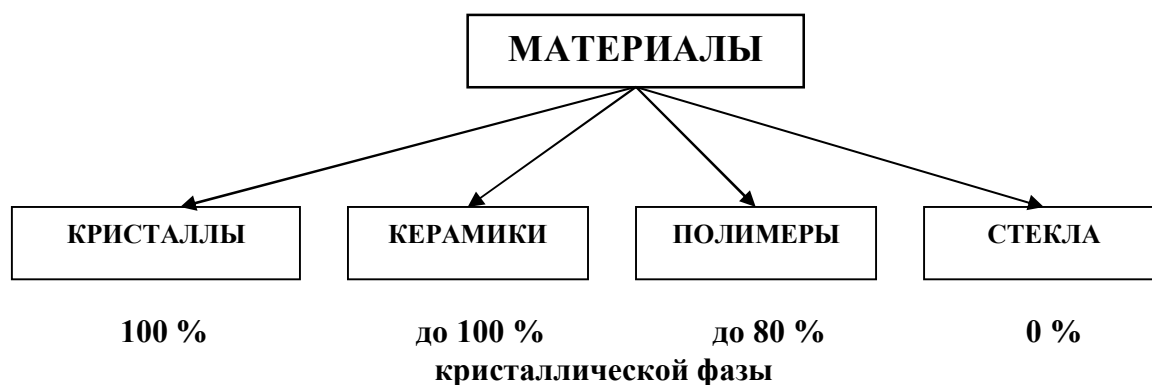 МАТЕРИАЛЫ
КРИСТАЛЛЫ КЕРАМИКИ ПОЛИМЕРЫ СТЕКЛА
100 % до 100 % до 80 % 0 %
кристаллической фазы